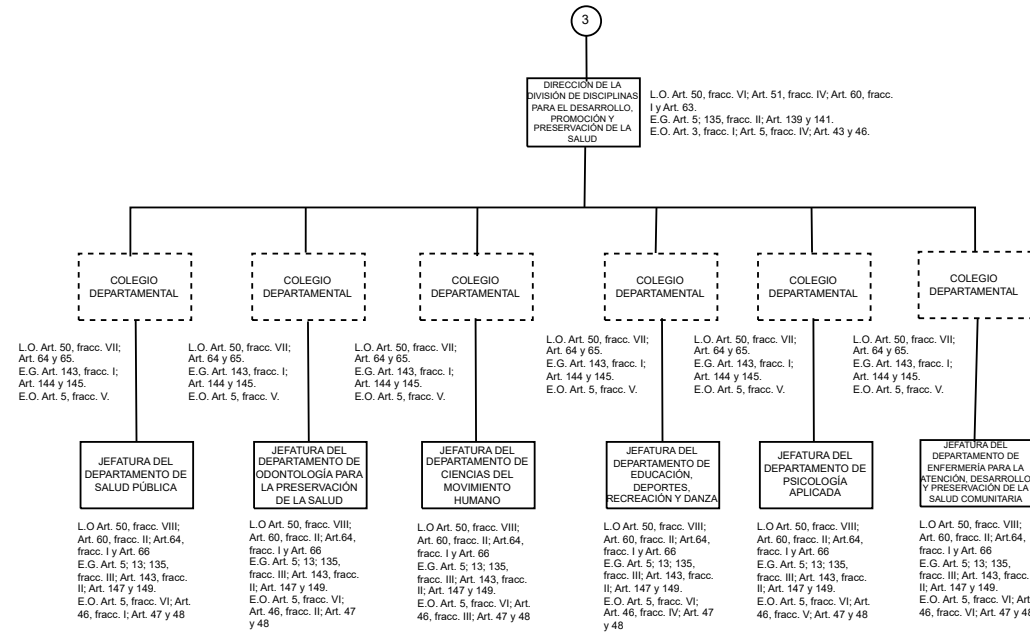 3
DIRECCIÓN DE LA
DIVISIÓN DE DISCIPLINAS
PARA EL DESARROLLO,
PROMOCIÓN Y
PRESERVACIÓN DE LA
SALUD
L.O. Art. 50, fracc. VI; Art. 51, fracc. IV; Art. 60, fracc.
I y Art. 63.
E.G. Art. 5; 135, fracc. II; Art. 139 y 141.
E.O. Art. 3, fracc. I; Art. 5, fracc. IV; Art. 43 y 46.
COLEGIO
DEPARTAMENTAL
COLEGIO
DEPARTAMENTAL
COLEGIO
DEPARTAMENTAL
COLEGIO
DEPARTAMENTAL
COLEGIO
DEPARTAMENTAL
COLEGIO
DEPARTAMENTAL
L.O. Art. 50, fracc. VII;
Art. 64 y 65.
E.G. Art. 143, fracc. I;
Art. 144 y 145.
E.O. Art. 5, fracc. V.
L.O. Art. 50, fracc. VII;
Art. 64 y 65.
E.G. Art. 143, fracc. I;
Art. 144 y 145.
E.O. Art. 5, fracc. V.
L.O. Art. 50, fracc. VII;
Art. 64 y 65.
E.G. Art. 143, fracc. I;
Art. 144 y 145.
E.O. Art. 5, fracc. V.
L.O. Art. 50, fracc. VII;
Art. 64 y 65.
E.G. Art. 143, fracc. I;
Art. 144 y 145.
E.O. Art. 5, fracc. V.
L.O. Art. 50, fracc. VII;
Art. 64 y 65.
E.G. Art. 143, fracc. I;
Art. 144 y 145.
E.O. Art. 5, fracc. V.
L.O. Art. 50, fracc. VII;
Art. 64 y 65.
E.G. Art. 143, fracc. I;
Art. 144 y 145.
E.O. Art. 5, fracc. V.
JEFATURA DEL
DEPARTAMENTO DE
SALUD PÚBLICA
JEFATURA DEL
DEPARTAMENTO DE
ODONTOLOGÍA PARA
LA PRESERVACIÓN
DE LA SALUD
JEFATURA DEL
DEPARTAMENTO DE
CIENCIAS DEL
MOVIMIENTO
HUMANO
JEFATURA DEL
DEPARTAMENTO DE
EDUCACIÓN,
DEPORTES,
RECREACIÓN Y DANZA
JEFATURA DEL
DEPARTAMENTO DE
PSICOLOGÍA
APLICADA
JEFATURA DEL
DEPARTAMENTO DE
ENFERMERÍA PARA LA
ATENCIÓN, DESARROLLO
Y PRESERVACIÓN DE LA
SALUD COMUNITARIA
L.O Art. 50, fracc. VIII;
Art. 60, fracc. II; Art.64,
fracc. I y Art. 66
E.G. Art. 5; 13; 135,
fracc. III; Art. 143, fracc.
II; Art. 147 y 149.
E.O. Art. 5, fracc. VI; Art.
46, fracc. I; Art. 47 y 48
L.O Art. 50, fracc. VIII;
Art. 60, fracc. II; Art.64,
fracc. I y Art. 66
E.G. Art. 5; 13; 135,
fracc. III; Art. 143, fracc.
II; Art. 147 y 149.
E.O. Art. 5, fracc. VI;
Art. 46, fracc. II; Art. 47
y 48
L.O Art. 50, fracc. VIII;
Art. 60, fracc. II; Art.64,
fracc. I y Art. 66
E.G. Art. 5; 13; 135,
fracc. III; Art. 143, fracc.
II; Art. 147 y 149.
E.O. Art. 5, fracc. VI; Art.
46, fracc. III; Art. 47 y 48
L.O Art. 50, fracc. VIII;
Art. 60, fracc. II; Art.64,
fracc. I y Art. 66
E.G. Art. 5; 13; 135,
fracc. III; Art. 143, fracc.
II; Art. 147 y 149.
E.O. Art. 5, fracc. VI;
Art. 46, fracc. IV; Art. 47
y 48
L.O Art. 50, fracc. VIII;
Art. 60, fracc. II; Art.64,
fracc. I y Art. 66
E.G. Art. 5; 13; 135,
fracc. III; Art. 143, fracc.
II; Art. 147 y 149.
E.O. Art. 5, fracc. VI; Art.
46, fracc. V; Art. 47 y 48
L.O Art. 50, fracc. VIII;
Art. 60, fracc. II; Art.64,
fracc. I y Art. 66
E.G. Art. 5; 13; 135,
fracc. III; Art. 143, fracc.
II; Art. 147 y 149.
E.O. Art. 5, fracc. VI; Art.
46, fracc. VI; Art. 47 y 48